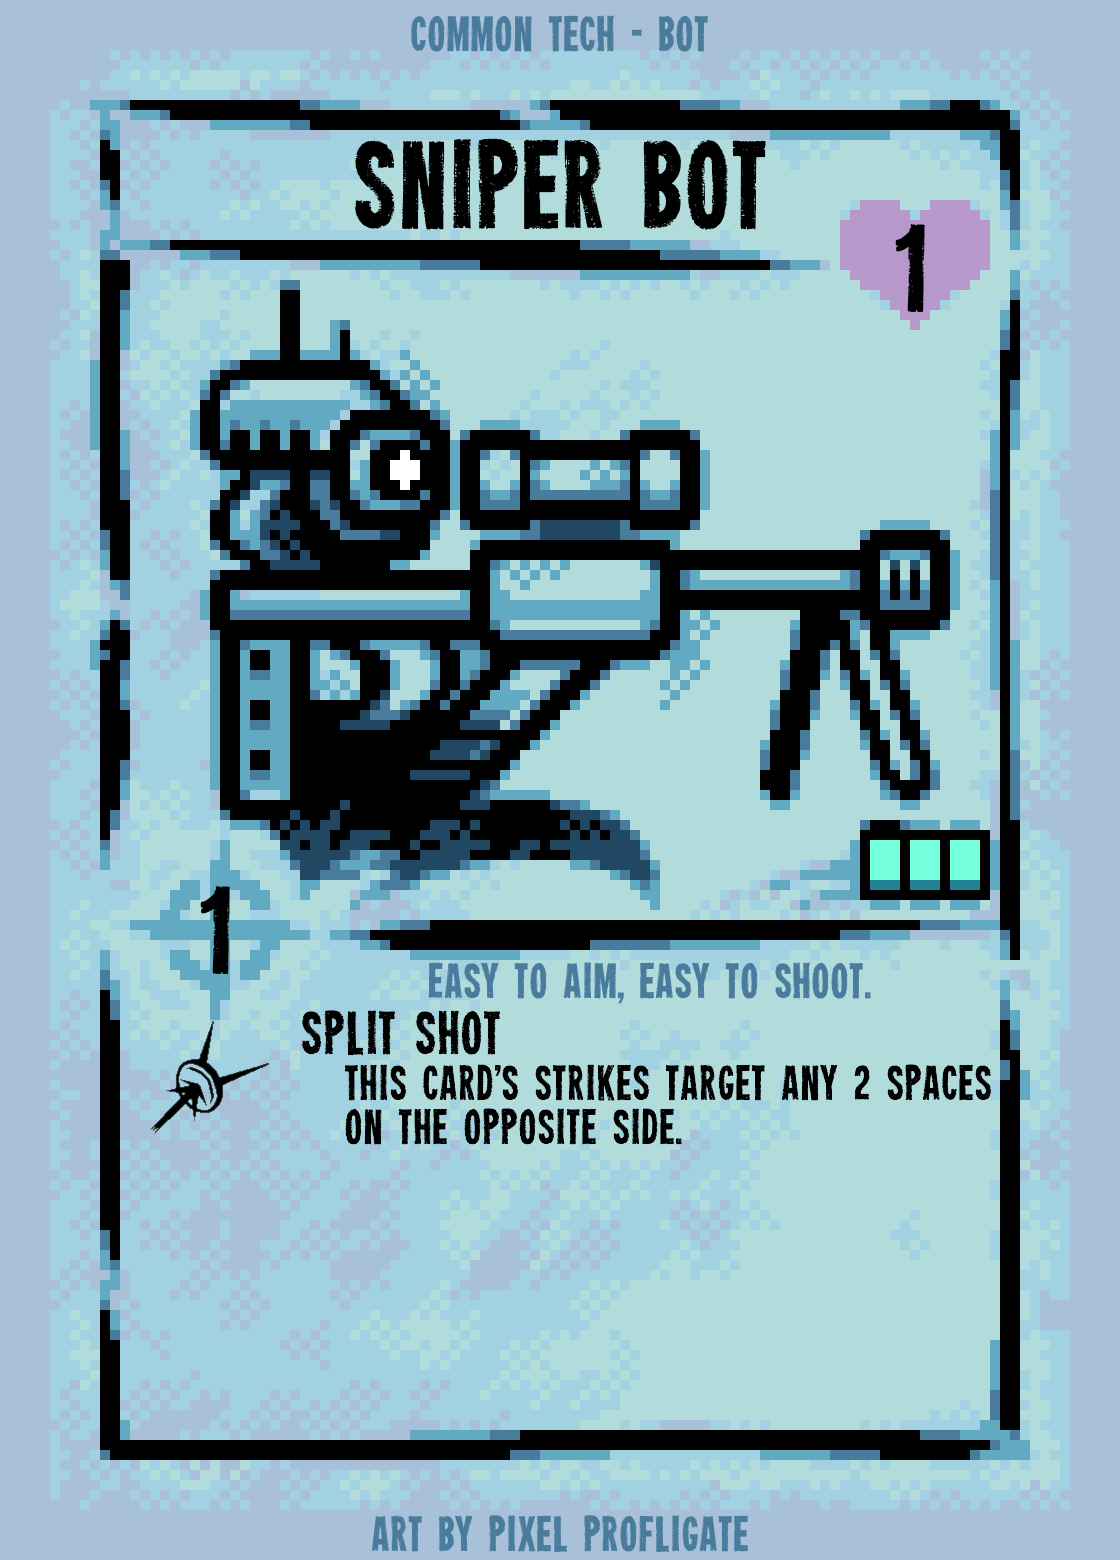 COMMON TECH - BOT
SNIPER BOT
1
1
EASY TO AIM, EASY TO SHOOT.
SPLIT SHOT
THIS CARD'S STRIKES TARGET ANY 2 SPACES
ON THE OPPOSITE SIDE.
ART BY PIXEL PROFLIGATE